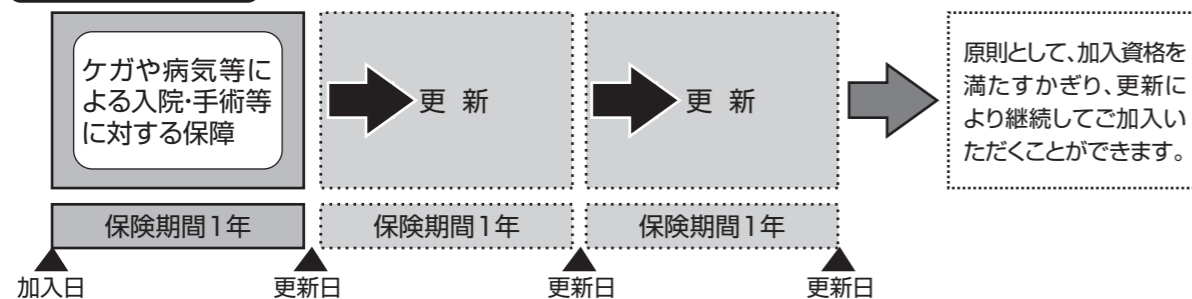 ケガや病気等に
よる入院・手術等
に対する保障
更 新
更 新
原則として、加入資格を
満たすかぎり、更新に
より継続してご加入い
ただくことができます。
保険期間1年
保険期間1年
保険期間1年
加入日
更新日
更新日
更新日